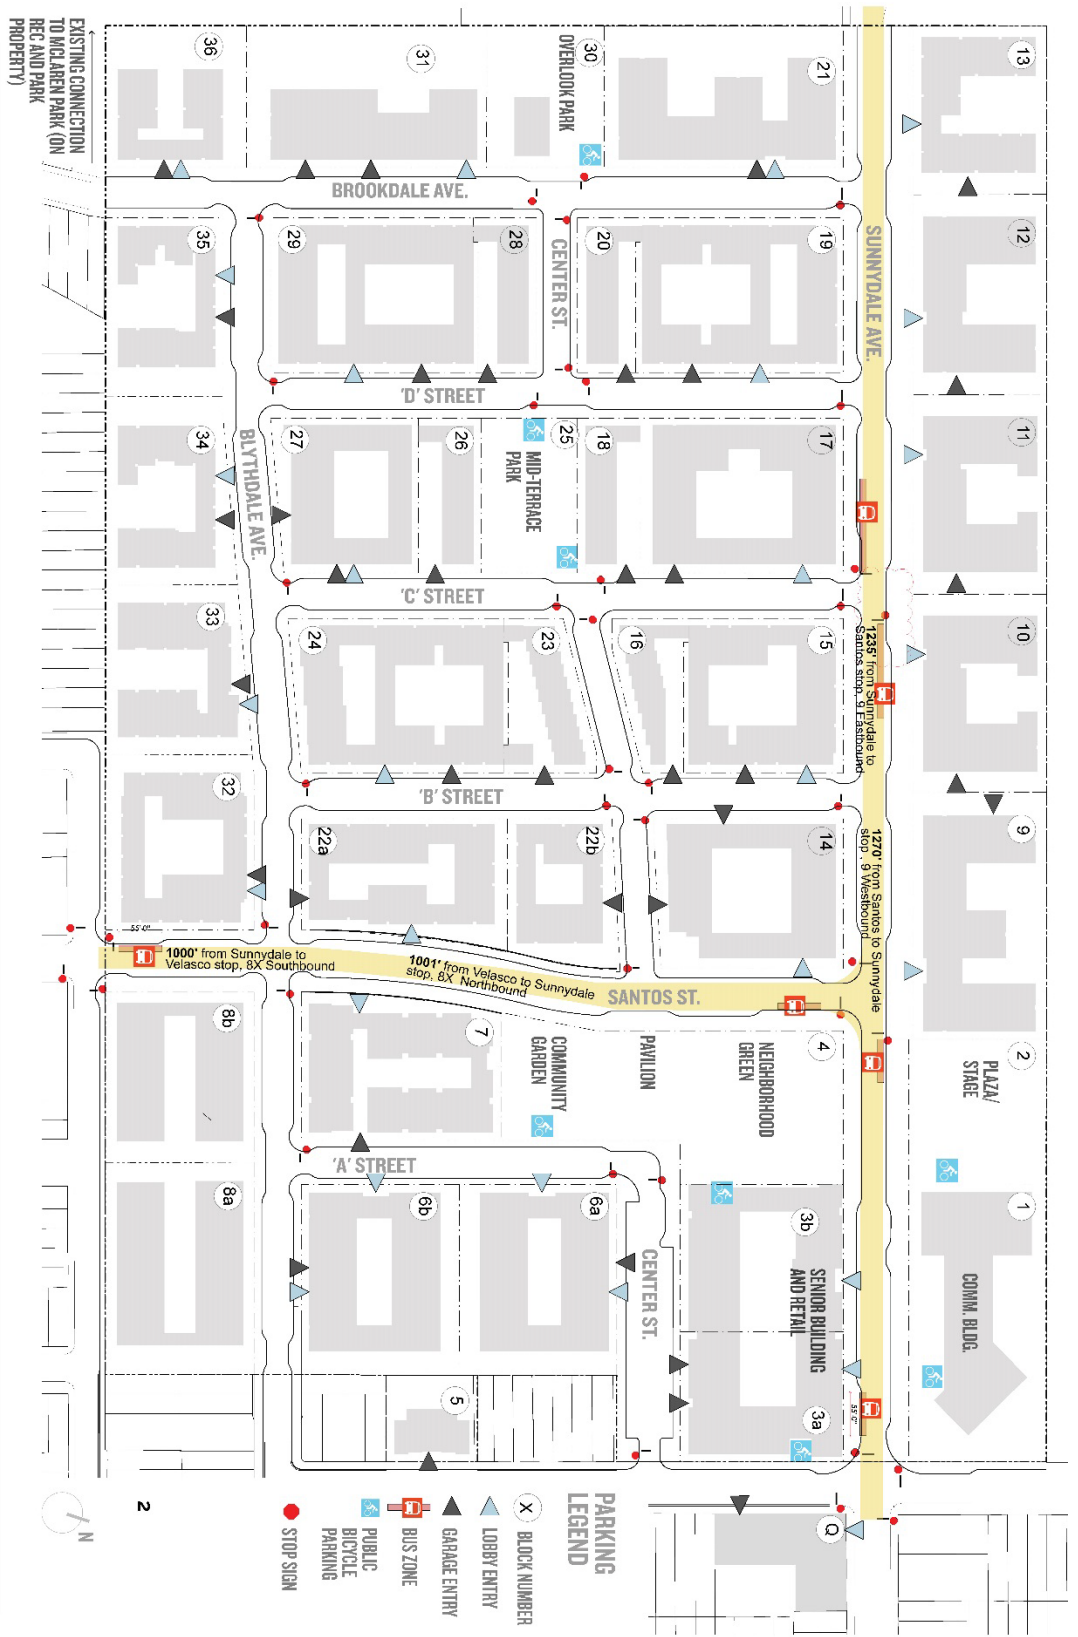 EXISTING CONNECTION
TO MCLAREN PARK (ON
REC AND PARK
PROPERTY)
36
31
30
OVERLOOK PARK
21
13
BROOKDALE AVE.
35
29
28
CENTER ST.
20
19
SUNNYDALE AVE.
12
'D' STREET
34
BLYTHDALE AVE.
27
26
25
MID-TERRACE
PARK
18
17
11
'C' STREET
33
24
23
16
15
1235' from Sunnydale to
Santos stop, 9 Eastbound
10
'B' STREET
32
22a
22b
14
1270' from Santos to Sunnydale
stop, 9 Westbound
9
55'-0"
1000' from Sunnydale to
Velasco stop, 8X Southbound
1001' from Velasco to Sunnydale
stop, 8X Northbound
SANTOS ST.
8b
7
COMMUNITY
GARDEN
PAVILION
NEIGHBORHOOD
GREEN
4
PLAZA/
STAGE
2
'A' STREET
8a
6b
6a
CENTER ST.
3b
SENIOR BUILDING
AND RETAIL
3a
55'-0"
COMM. BLDG.
1
5
Q
PARKING
LEGEND
X BLOCK NUMBER
LOBBY ENTRY
GARAGE ENTRY
BUS ZONE
PUBLIC
BICYCLE
PARKING
STOP SIGN
2
N